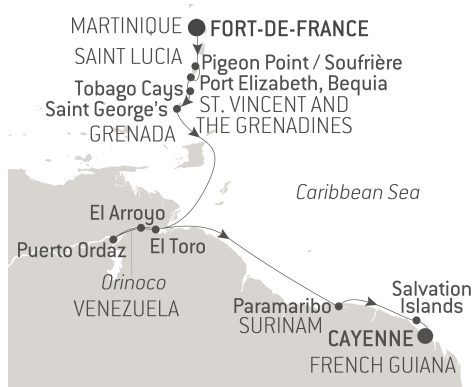 MARTINIQUE
FORT-DE-FRANCE
SAINT LUCIA
Pigeon Point / Soufrière
Tobago Cays
Port Elizabeth, Bequia
Saint George's
ST. VINCENT AND
THE GRENADINES
GRENADA
Caribbean Sea
El Arroyo
Puerto Ordaz
El Toro
Orinoco
VENEZUELA
Salvation
Islands
Paramaribo
SURINAM
CAYENNE
FRENCH GUIANA